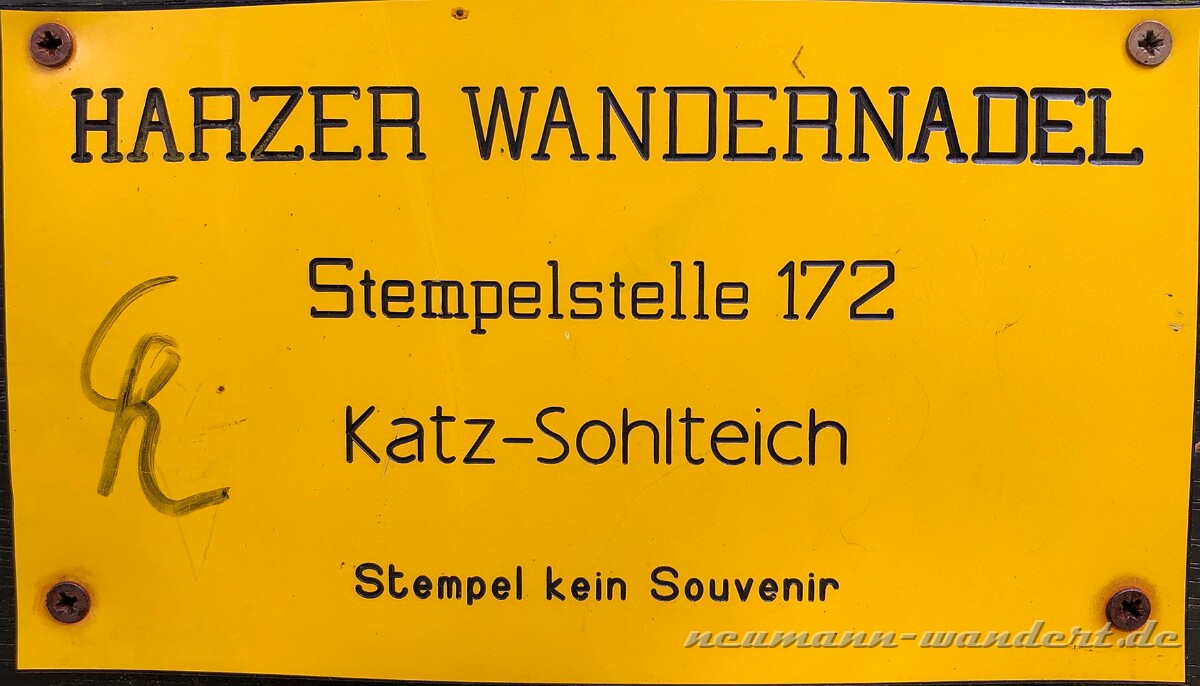 HARZER WANDERNADEL
Stempelstelle 172
Katz-Sohlteich
Stempel kein Souvenir
neumann-wandert.de